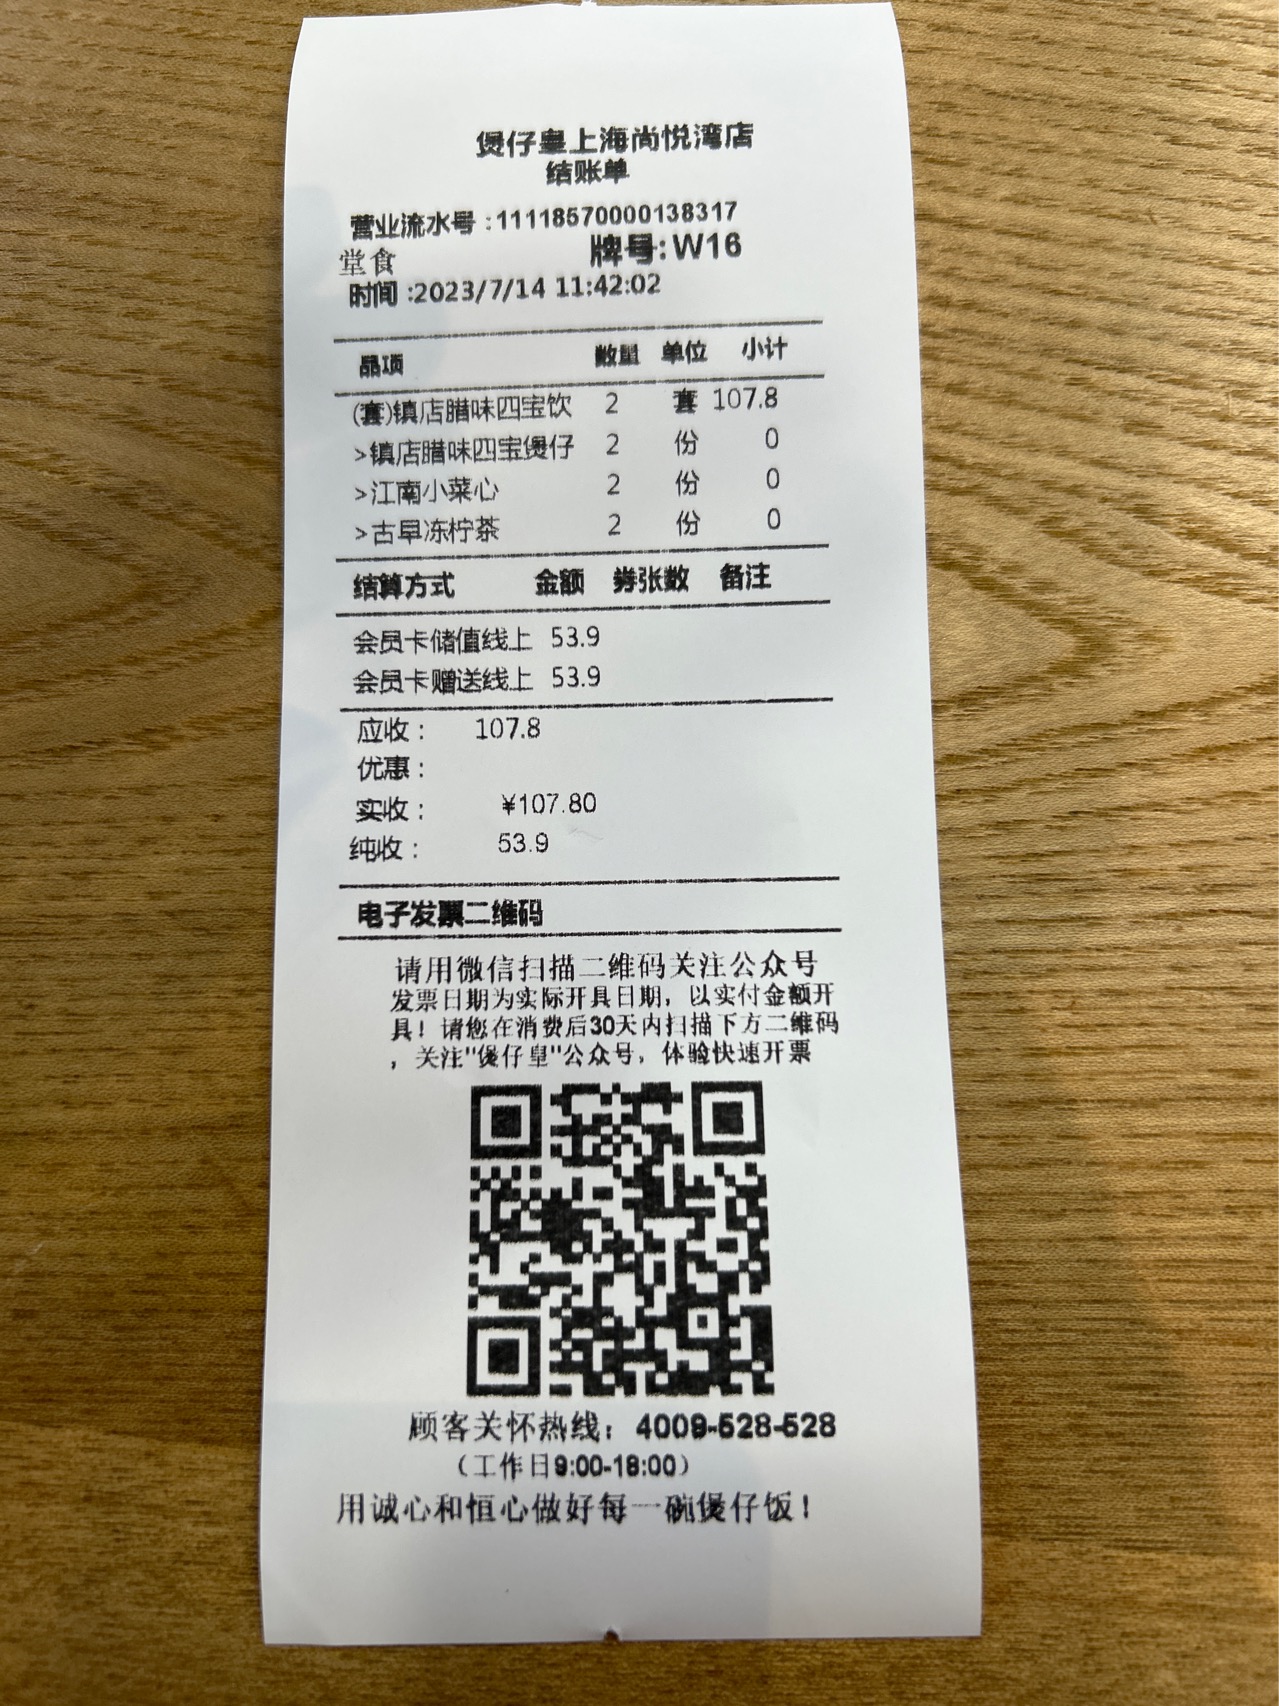 煲仔皇上海尚悦湾店
结账单
营业流水号:11118570000138317
堂食 牌号:W16
时间:2023/7/14 11:42:02
品项 数量 单位 小计
(套)镇店腊味四宝饮 2 套 107.8
>镇店腊味四宝煲仔 2 份 0
>江南小菜心 2 份 0
>古早冻柠茶 2 份 0
结算方式 金额 券张数 备注
会员卡储值线上 53.9
会员卡赠送线上 53.9
应收: 107.8
优惠:
实收: ¥107.80
纯收: 53.9
电子发票二维码
请用微信扫描二维码关注公众号
发票日期为实际开具日期，以实付金额开
具！请您在消费后30天内扫描下方二维码
，关注"煲仔皇"公众号，体验快速开票
顾客关怀热线：4009-528-528
（工作日9:00-18:00）
用诚心和恒心做好每一碗煲仔饭！